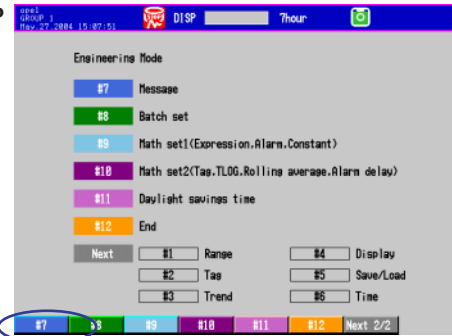 opel
GROUP 1
May.27.2004 15:07:51
DISP 7hour
Engineering Mode
#7 Message
#8 Batch set
#9 Math set1(Expression.Alarm.Constant)
#10 Math set2(Tag.TLOG.Rolling average.Alarm delay)
#11 Daylight savings time
#12 End
Next #1 Range #4 Display
#2 Tag #5 Save/Load
#3 Trend #6 Time
#7 #8 #9 #10 #11 #12 Next 2/2